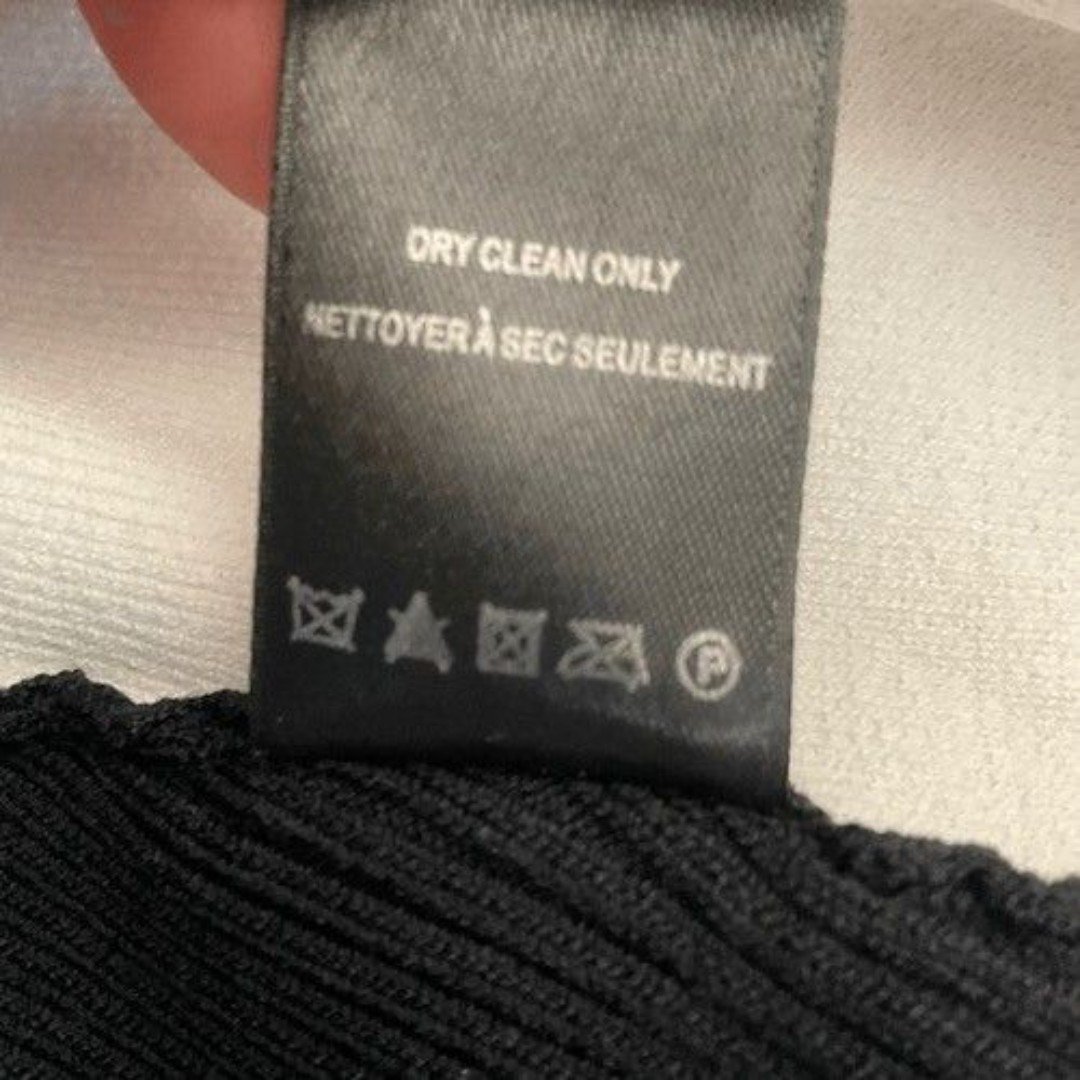 DRY CLEAN ONLY
NETTOYER À SEC SEULEMENT
P